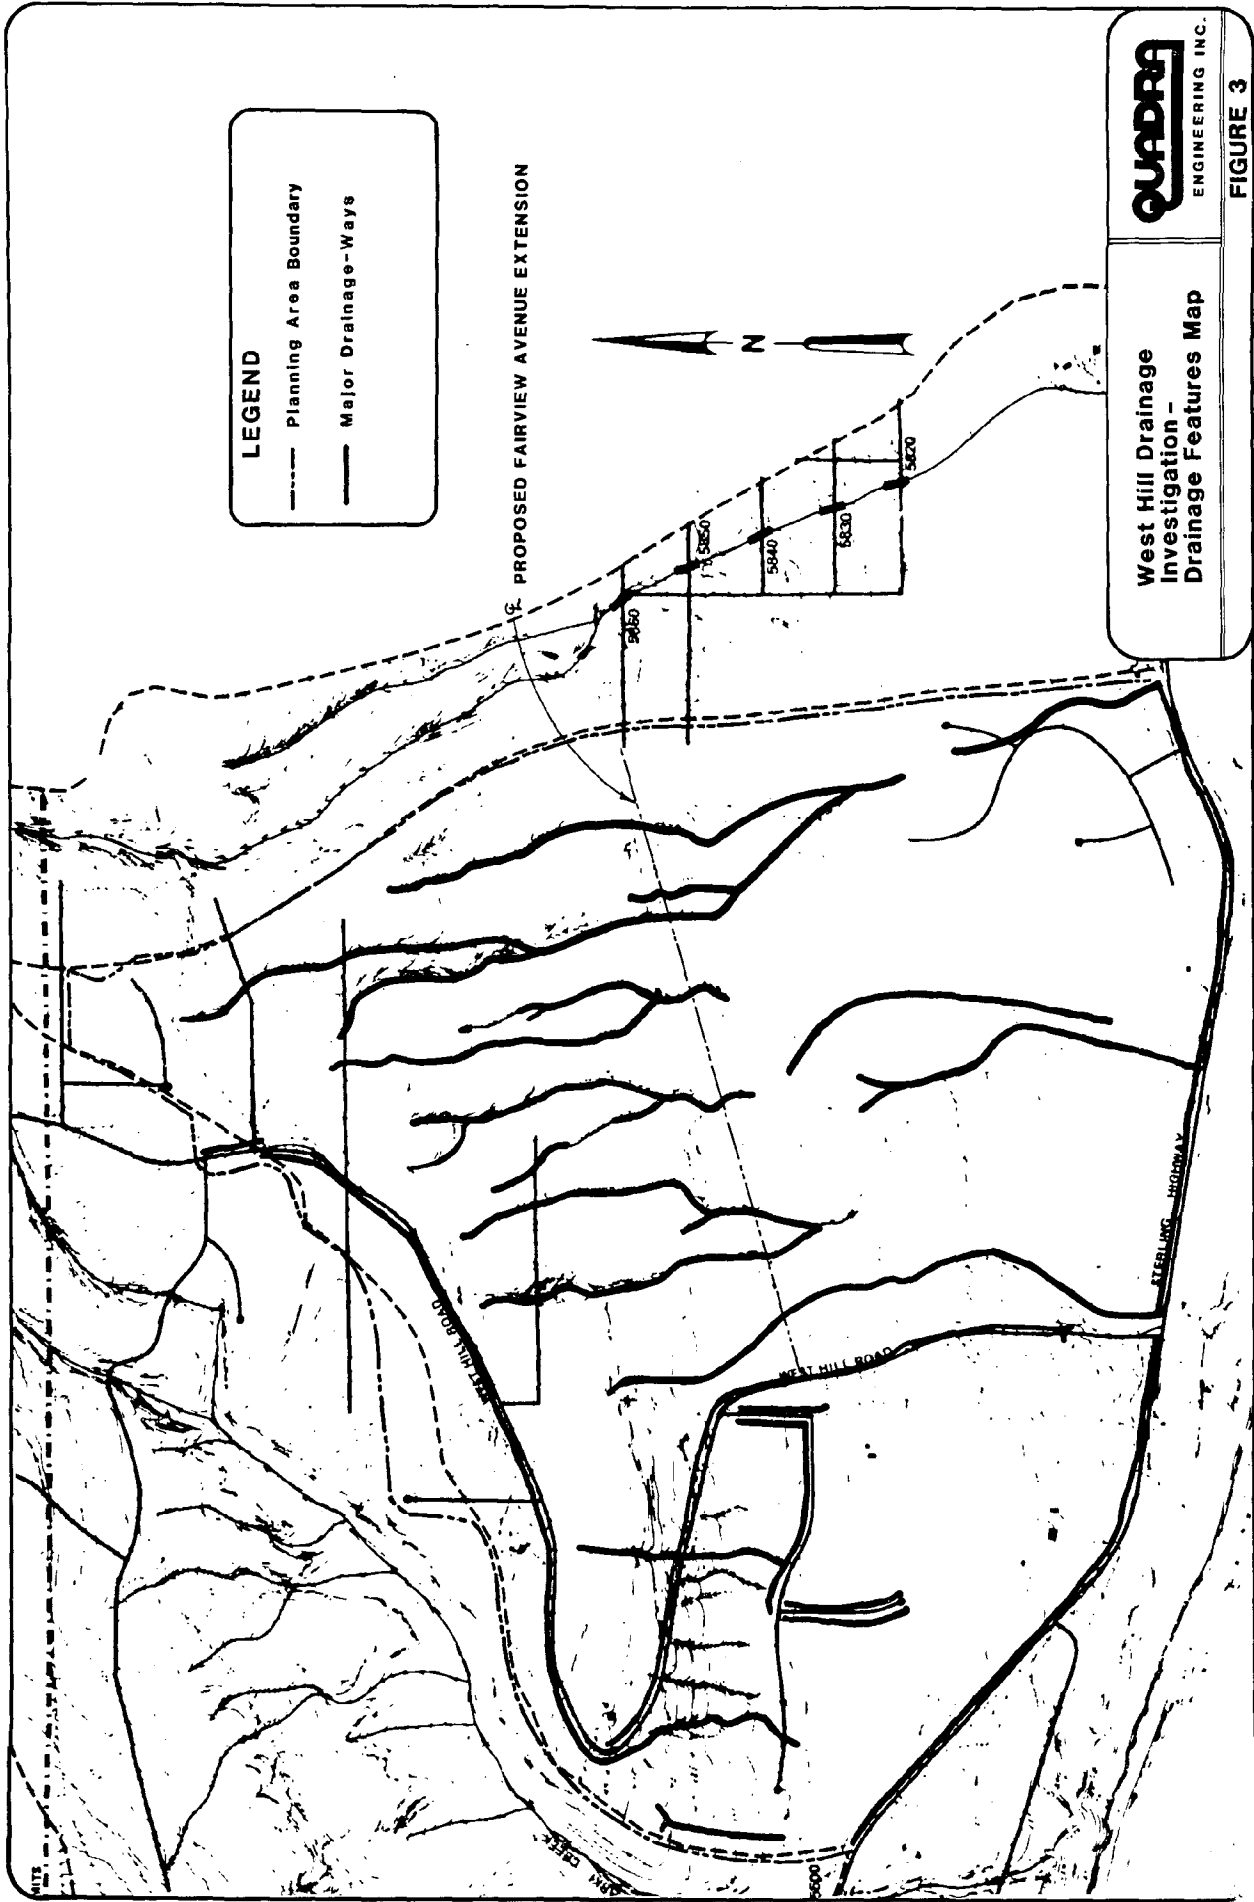 LEGEND
Planning Area Boundary
Major Drainage-Ways
℄ PROPOSED FAIRVIEW AVENUE EXTENSION
N
5860
5850
5840
5830
5820
WEST HILL ROAD
WEST HILL ROAD
STERLING HIGHWAY
CREEK
West Hill Drainage
Investigation –
Drainage Features Map
QUADRA
ENGINEERING INC.
FIGURE 3